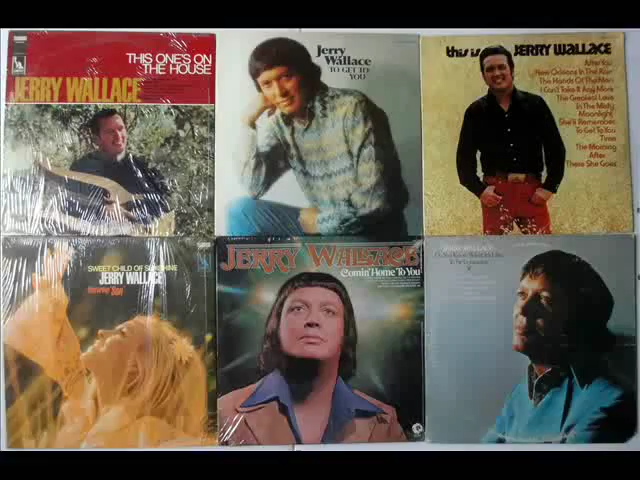 THIS ONE'S ON
THE HOUSE
JERRY WALLACE
Jerry
Wallace
TO GET TO
YOU
this is JERRY WALLACE
After You
New Orleans In The Rain
The Hands Of The Man
I Can't Take It Any More
The Greatest Love
In The Misty
Moonlight
She'll Remember
To Get To You
Time
The Morning
After
There She Goes
SWEET CHILD OF SUNSHINE
JERRY WALLACE
JERRY WALLACE
Comin' Home To You
JERRY WALLACE